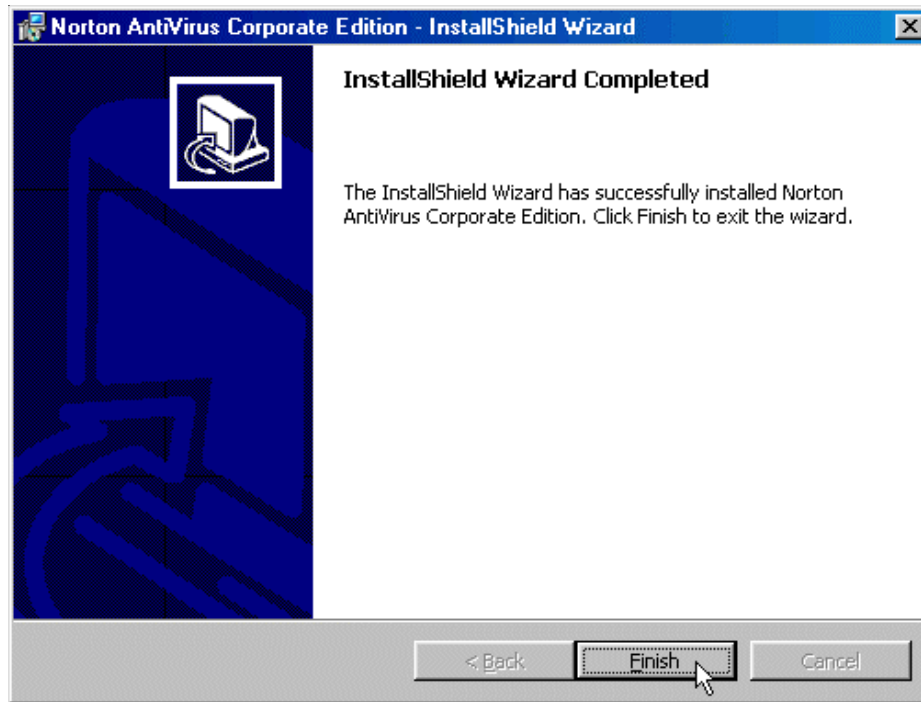 Norton AntiVirus Corporate Edition - InstallShield Wizard
InstallShield Wizard Completed
The InstallShield Wizard has successfully installed Norton
AntiVirus Corporate Edition. Click Finish to exit the wizard.
< Back Finish Cancel